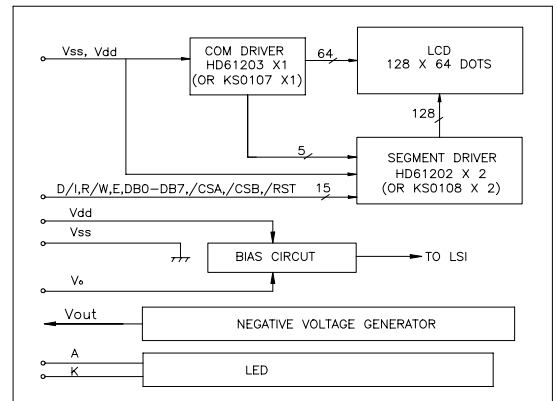 Vss, Vdd
COM DRIVER
HD61203 X1
(OR KS0107 X1)
64
LCD
128 X 64 DOTS
128
5
SEGMENT DRIVER
HD61202 X 2
(OR KS0108 X 2)
D/I,R/W,E,DB0-DB7,/CSA,/CSB,/RST
15
Vdd
Vss
BIAS CIRCUT
TO LSI
Vo
Vout
NEGATIVE VOLTAGE GENERATOR
A
K
LED